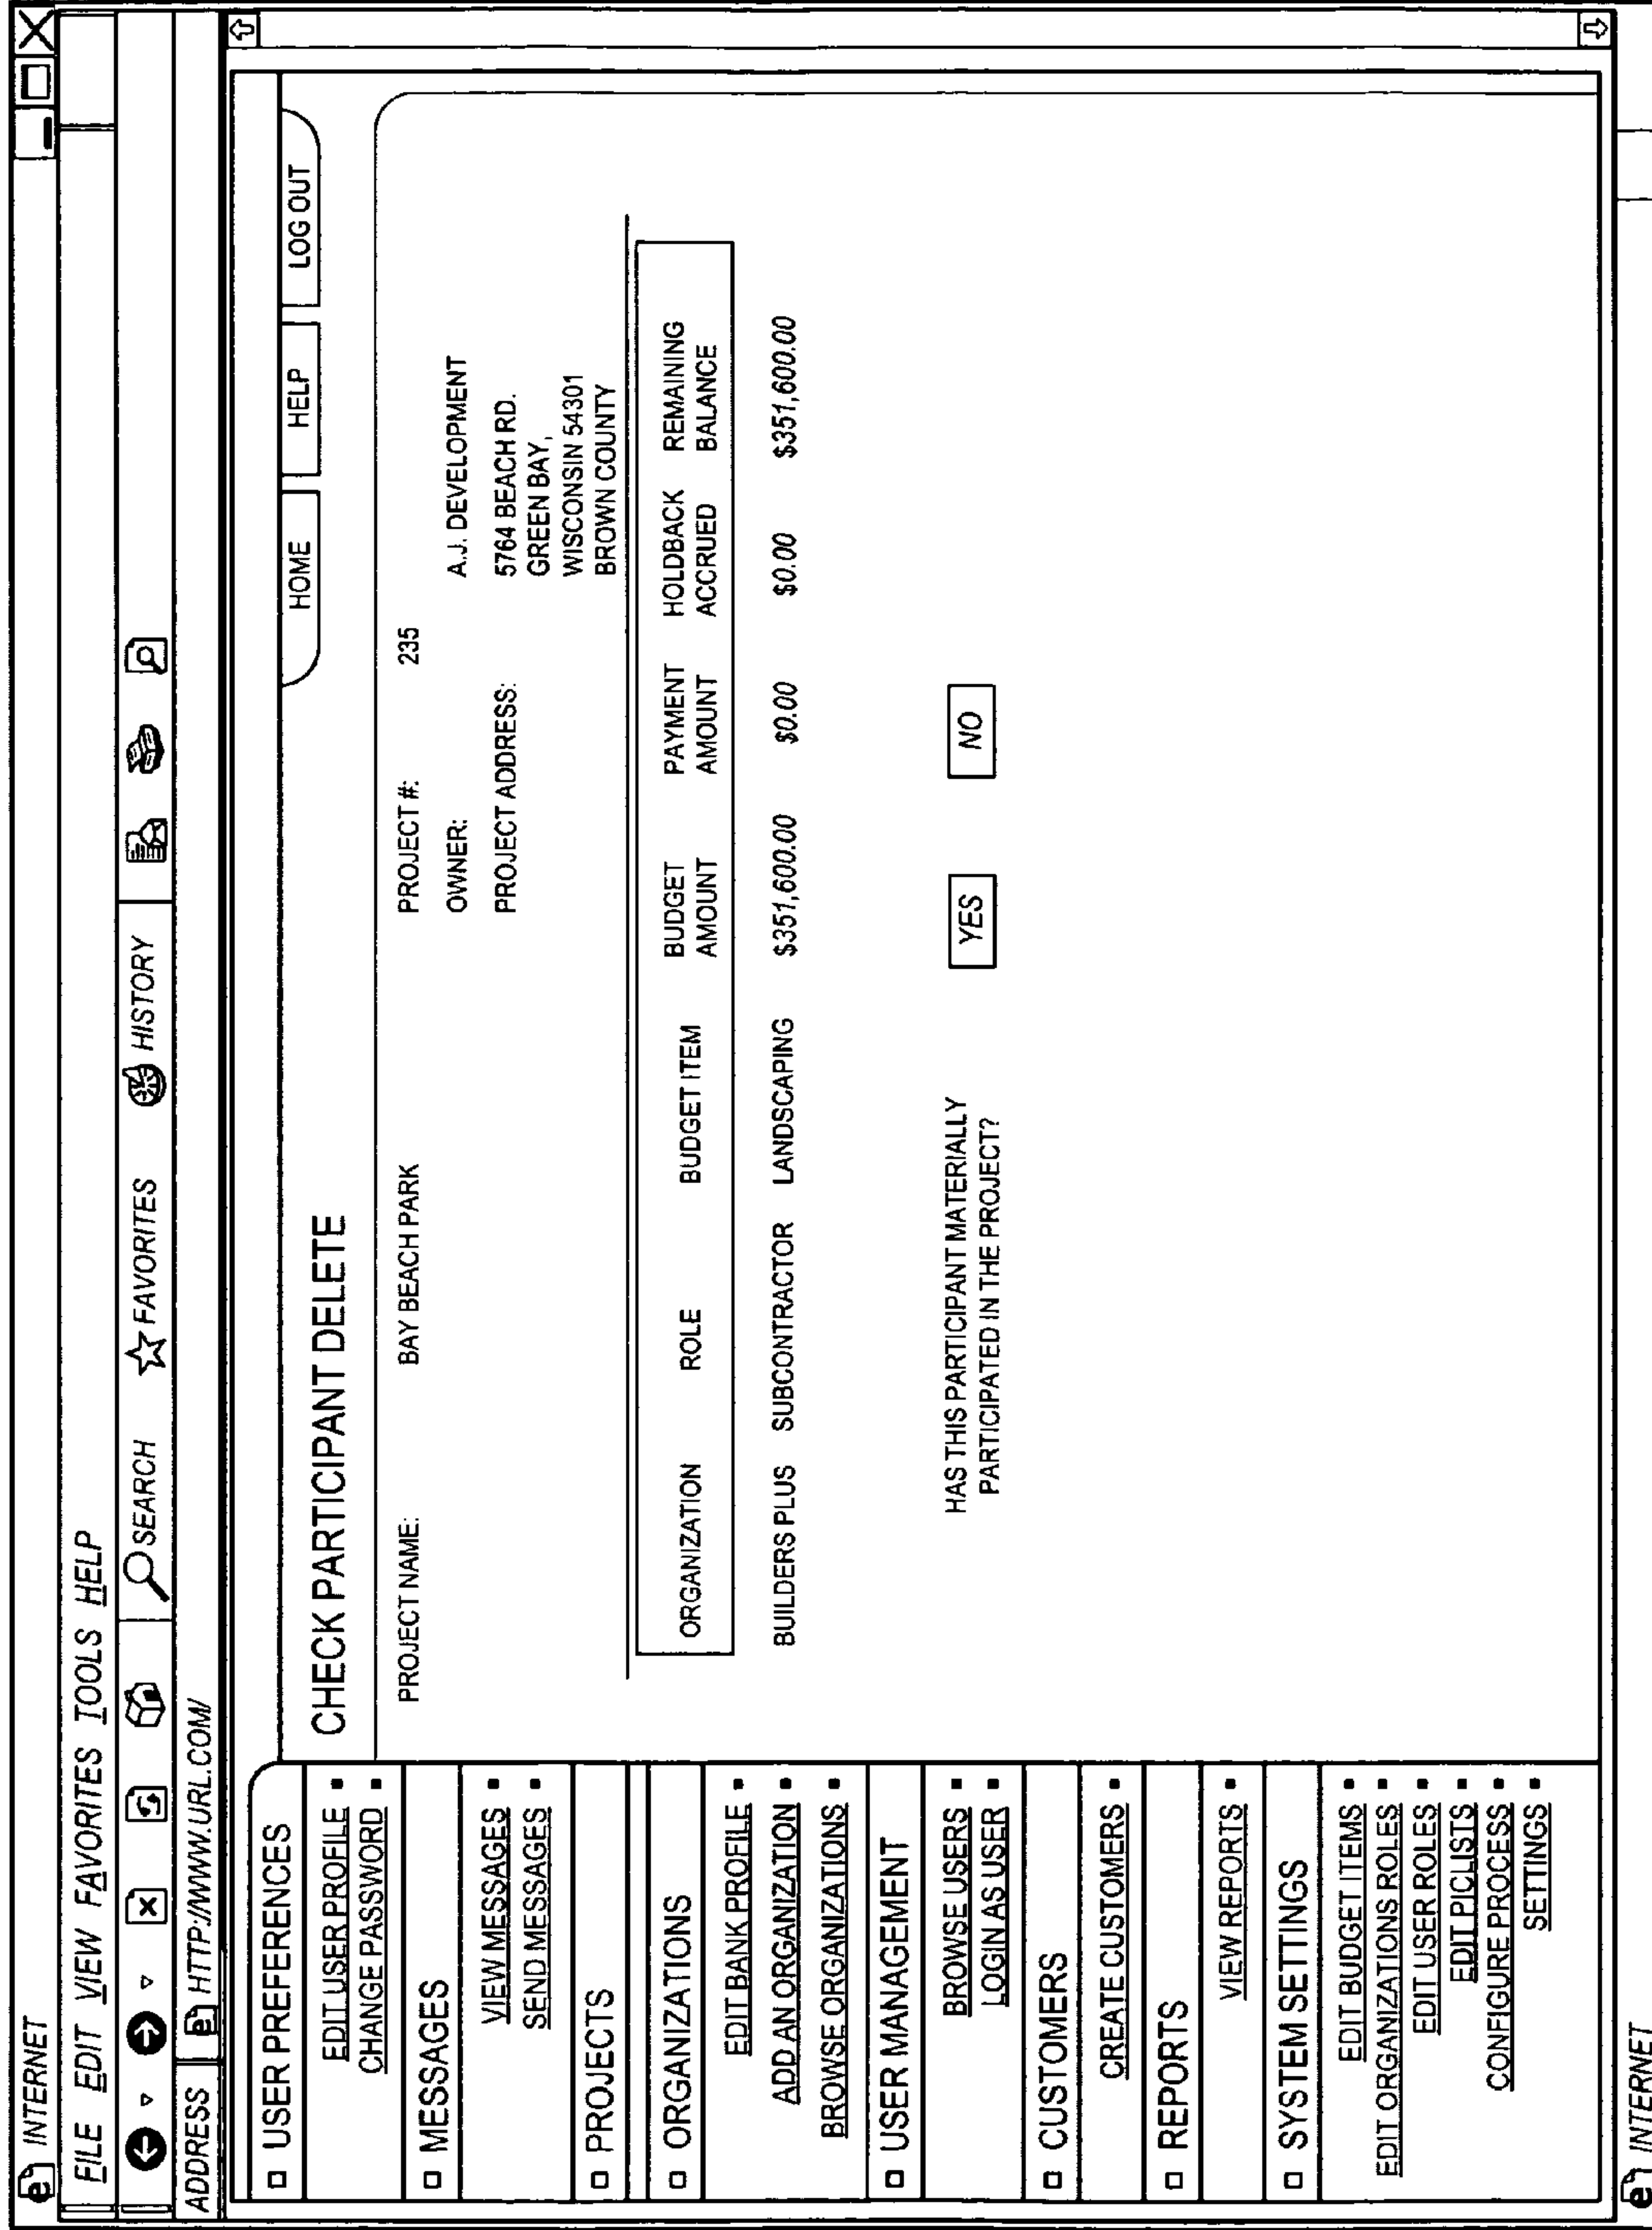 INTERNET
FILE EDIT VIEW FAVORITES TOOLS HELP
SEARCH FAVORITES HISTORY
ADDRESS HTTP://WWW.URL.COM/
HOME HELP LOG OUT
USER PREFERENCES
EDIT USER PROFILE
CHANGE PASSWORD
MESSAGES
VIEW MESSAGES
SEND MESSAGES
PROJECTS
ORGANIZATIONS
EDIT BANK PROFILE
ADD AN ORGANIZATION
BROWSE ORGANIZATIONS
USER MANAGEMENT
BROWSE USERS
LOGIN AS USER
CUSTOMERS
CREATE CUSTOMERS
REPORTS
VIEW REPORTS
SYSTEM SETTINGS
EDIT BUDGET ITEMS
EDIT ORGANIZATIONS ROLES
EDIT USER ROLES
EDIT PICLISTS
CONFIGURE PROCESS
SETTINGS
CHECK PARTICIPANT DELETE
PROJECT NAME: BAY BEACH PARK PROJECT #: 235
OWNER: A.J. DEVELOPMENT
PROJECT ADDRESS: 5764 BEACH RD.
GREEN BAY,
WISCONSIN 54301
BROWN COUNTY
ORGANIZATION ROLE BUDGET ITEM BUDGET AMOUNT PAYMENT AMOUNT HOLDBACK ACCRUED REMAINING BALANCE
BUILDERS PLUS SUBCONTRACTOR LANDSCAPING $351,600.00 $0.00 $0.00 $351,600.00
HAS THIS PARTICIPANT MATERIALLY
PARTICIPATED IN THE PROJECT? YES NO
INTERNET